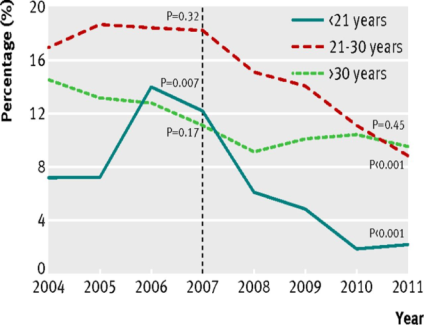 Percentage (%)
20
16
12
8
4
0
P=0.32
P=0.007
P=0.17
<21 years
21-30 years
>30 years
P=0.45
P<0.001
P<0.001
2004 2005 2006 2007 2008 2009 2010 2011
Year